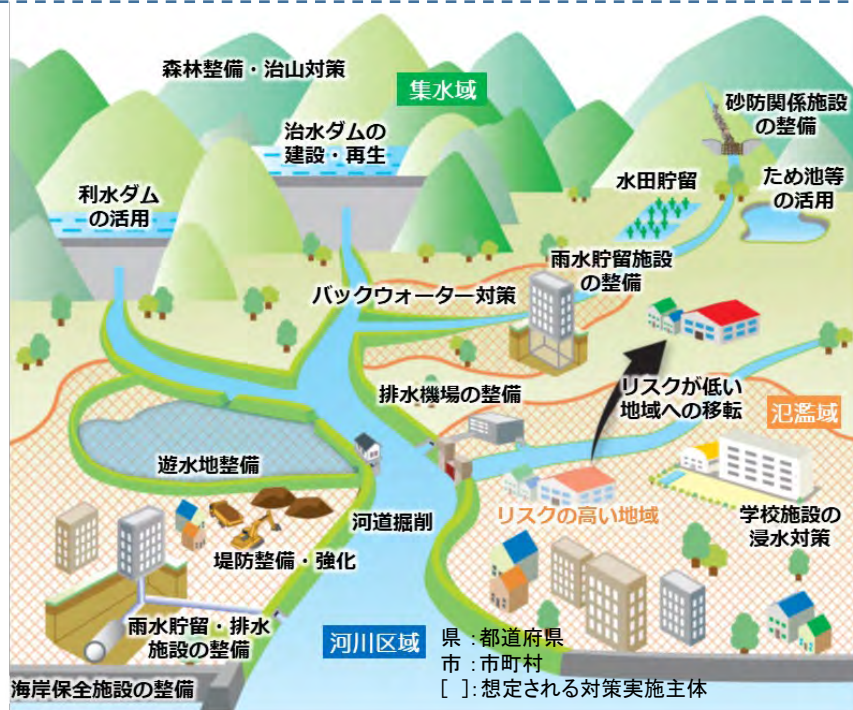 森林整備・治山対策
集水域
砂防関係施設
の整備
治水ダムの
建設・再生
水田貯留
ため池等
の活用
利水ダム
の活用
雨水貯留施設
の整備
バックウォーター対策
排水機場の整備
リスクが低い
地域への移転
氾濫域
遊水地整備
河道掘削
リスクの高い地域
学校施設の
浸水対策
堤防整備・強化
雨水貯留・排水
施設の整備
河川区域
県：都道府県
市：市町村
[ ]：想定される対策実施主体
海岸保全施設の整備